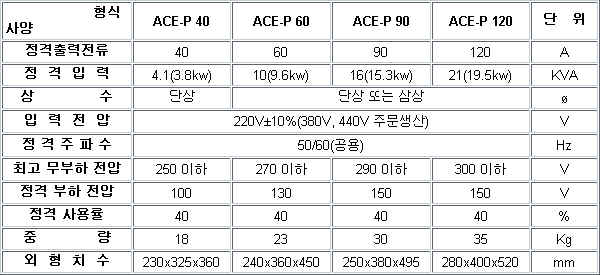 형식
사양 ACE-P 40 ACE-P 60 ACE-P 90 ACE-P 120 단 위
정격출력전류 40 60 90 120 A
정 격 입 력 4.1(3.8kw) 10(9.6kw) 16(15.3kw) 21(19.5kw) KVA
상 수 단상 단상 또는 삼상 ø
입 력 전 압 220V±10%(380V, 440V 주문생산) V
정 격 주 파 수 50/60(공용) Hz
최고 무부하 전압 250 이하 270 이하 290 이하 300 이하 V
정격 부하 전압 100 130 150 150 V
정격 사용률 40 40 40 40 %
중 량 18 23 30 35 Kg
외 형 치 수 230x325x360 240x360x450 250x380x495 280x400x520 mm